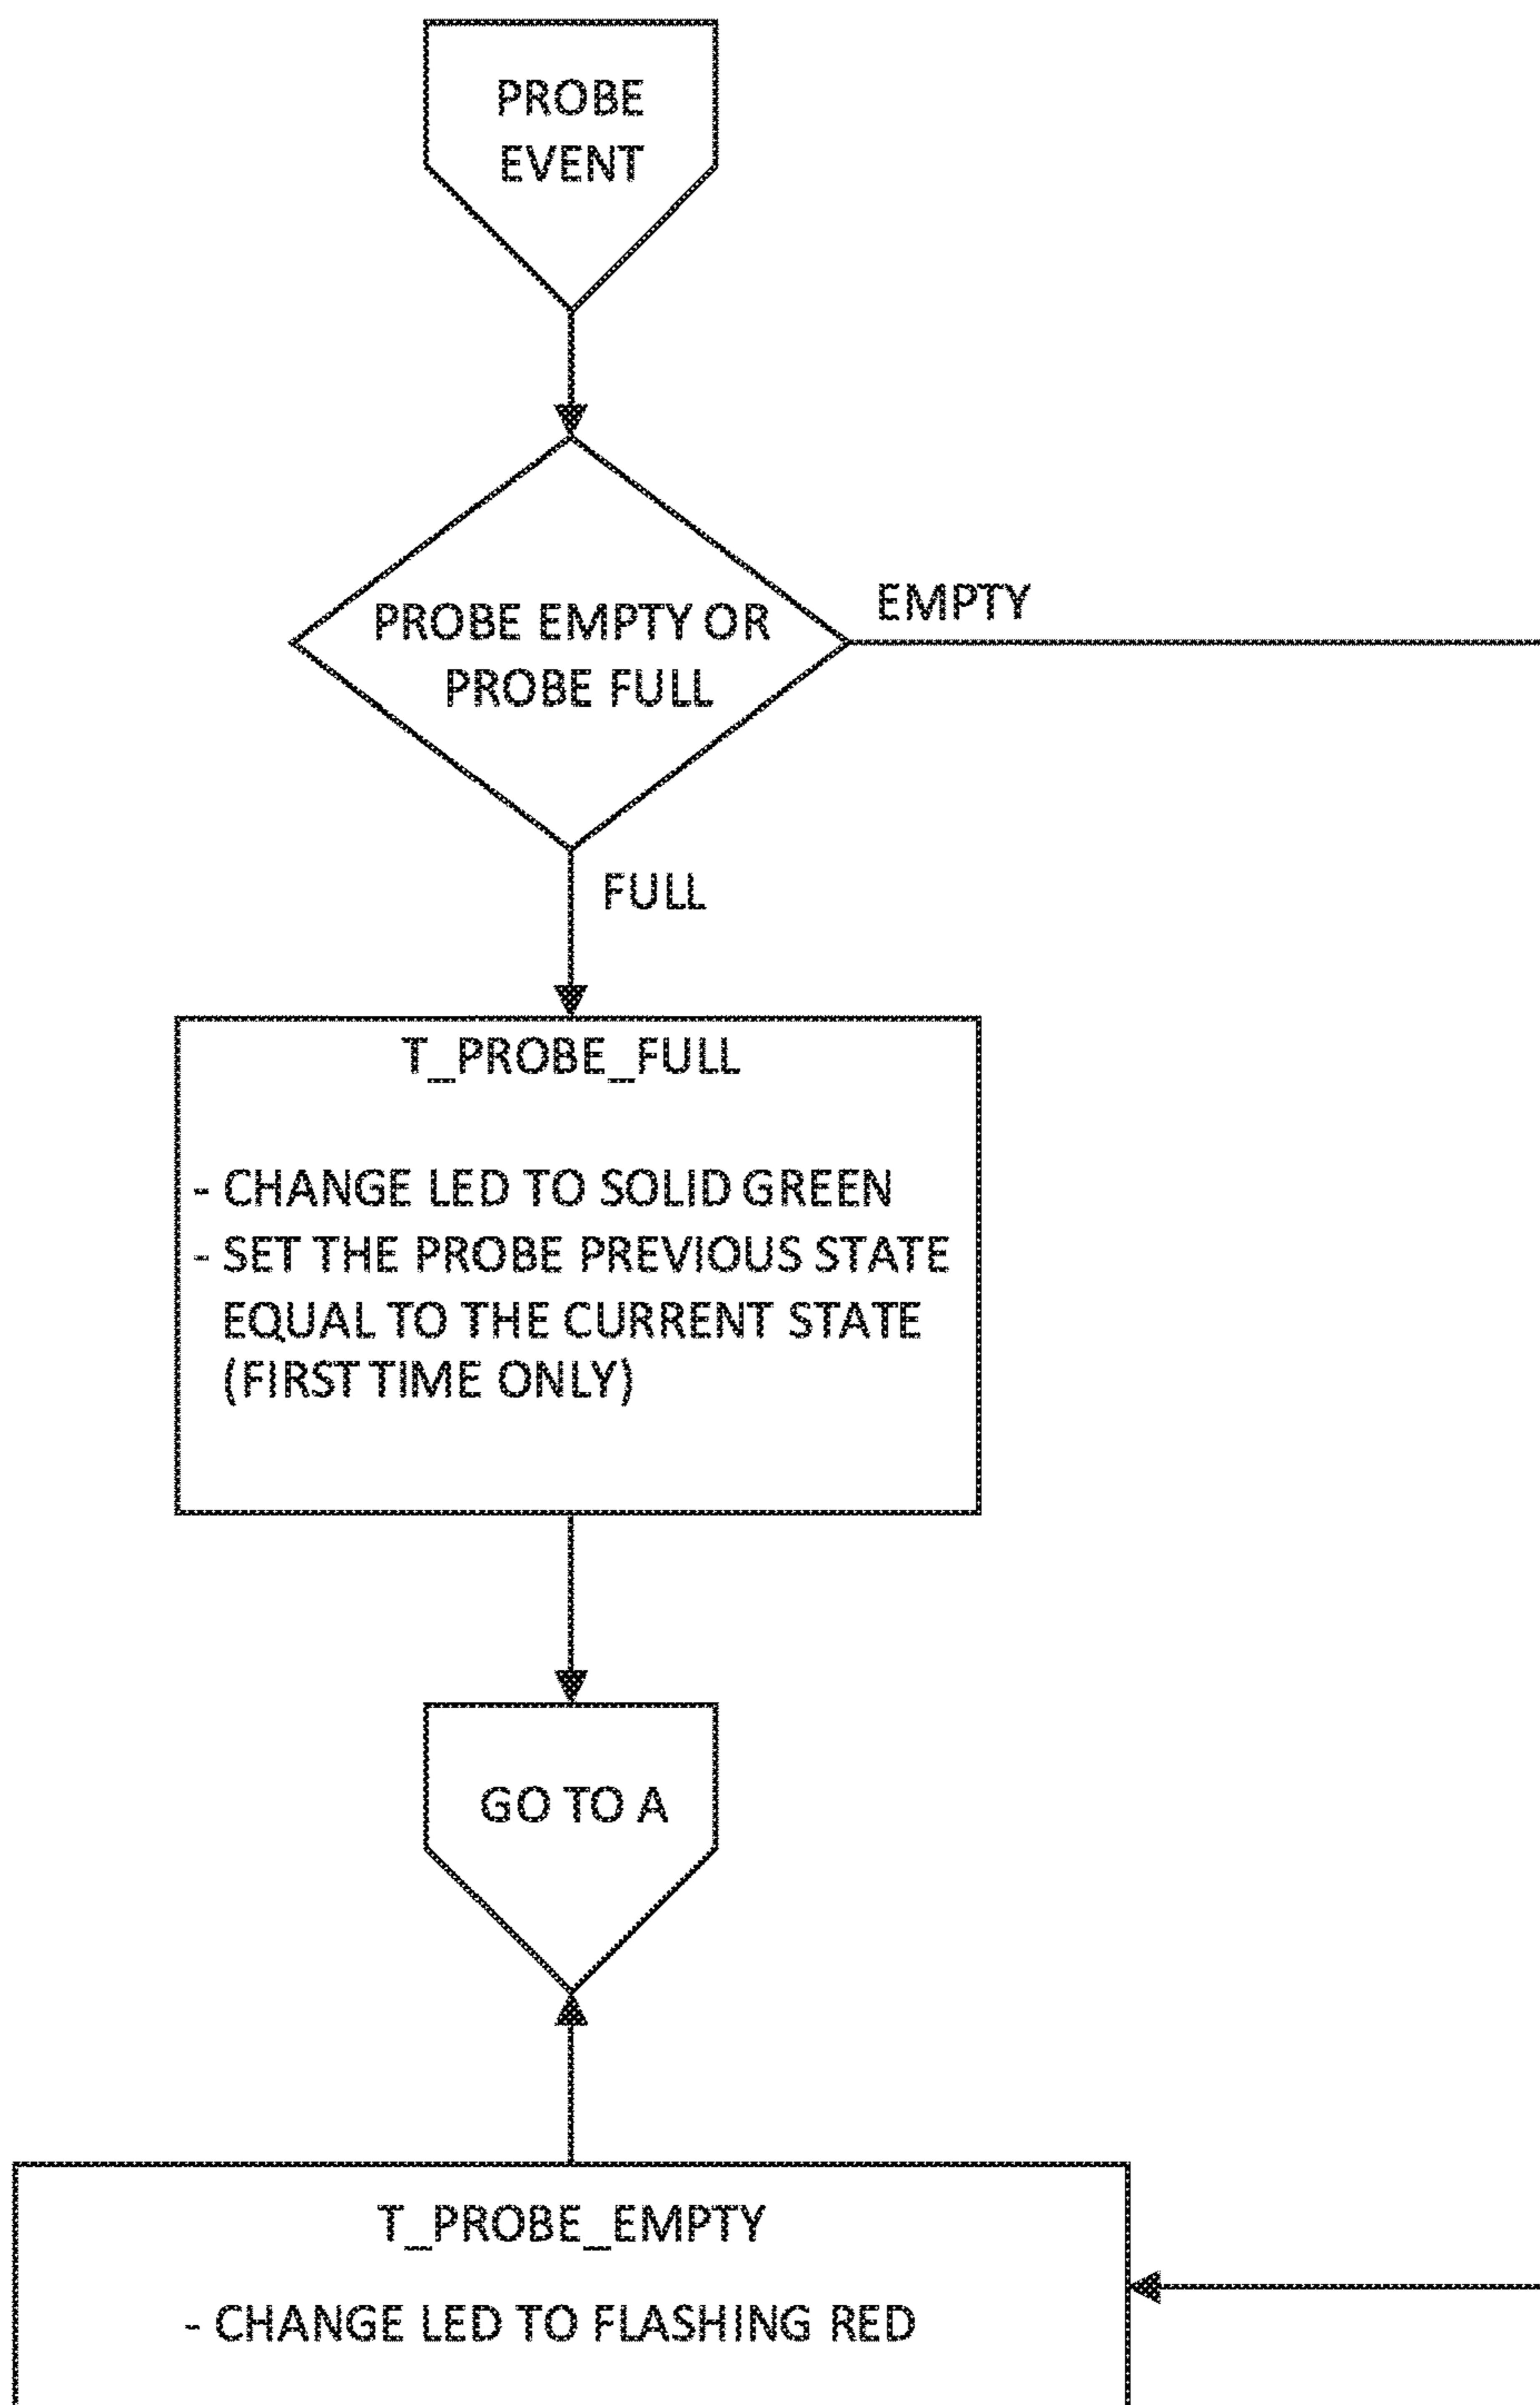 PROBE
EVENT
PROBE EMPTY OR
PROBE FULL
EMPTY
FULL
T_PROBE_FULL
- CHANGE LED TO SOLID GREEN
- SET THE PROBE PREVIOUS STATE
EQUAL TO THE CURRENT STATE
(FIRST TIME ONLY)
GO TO A
T_PROBE_EMPTY
- CHANGE LED TO FLASHING RED